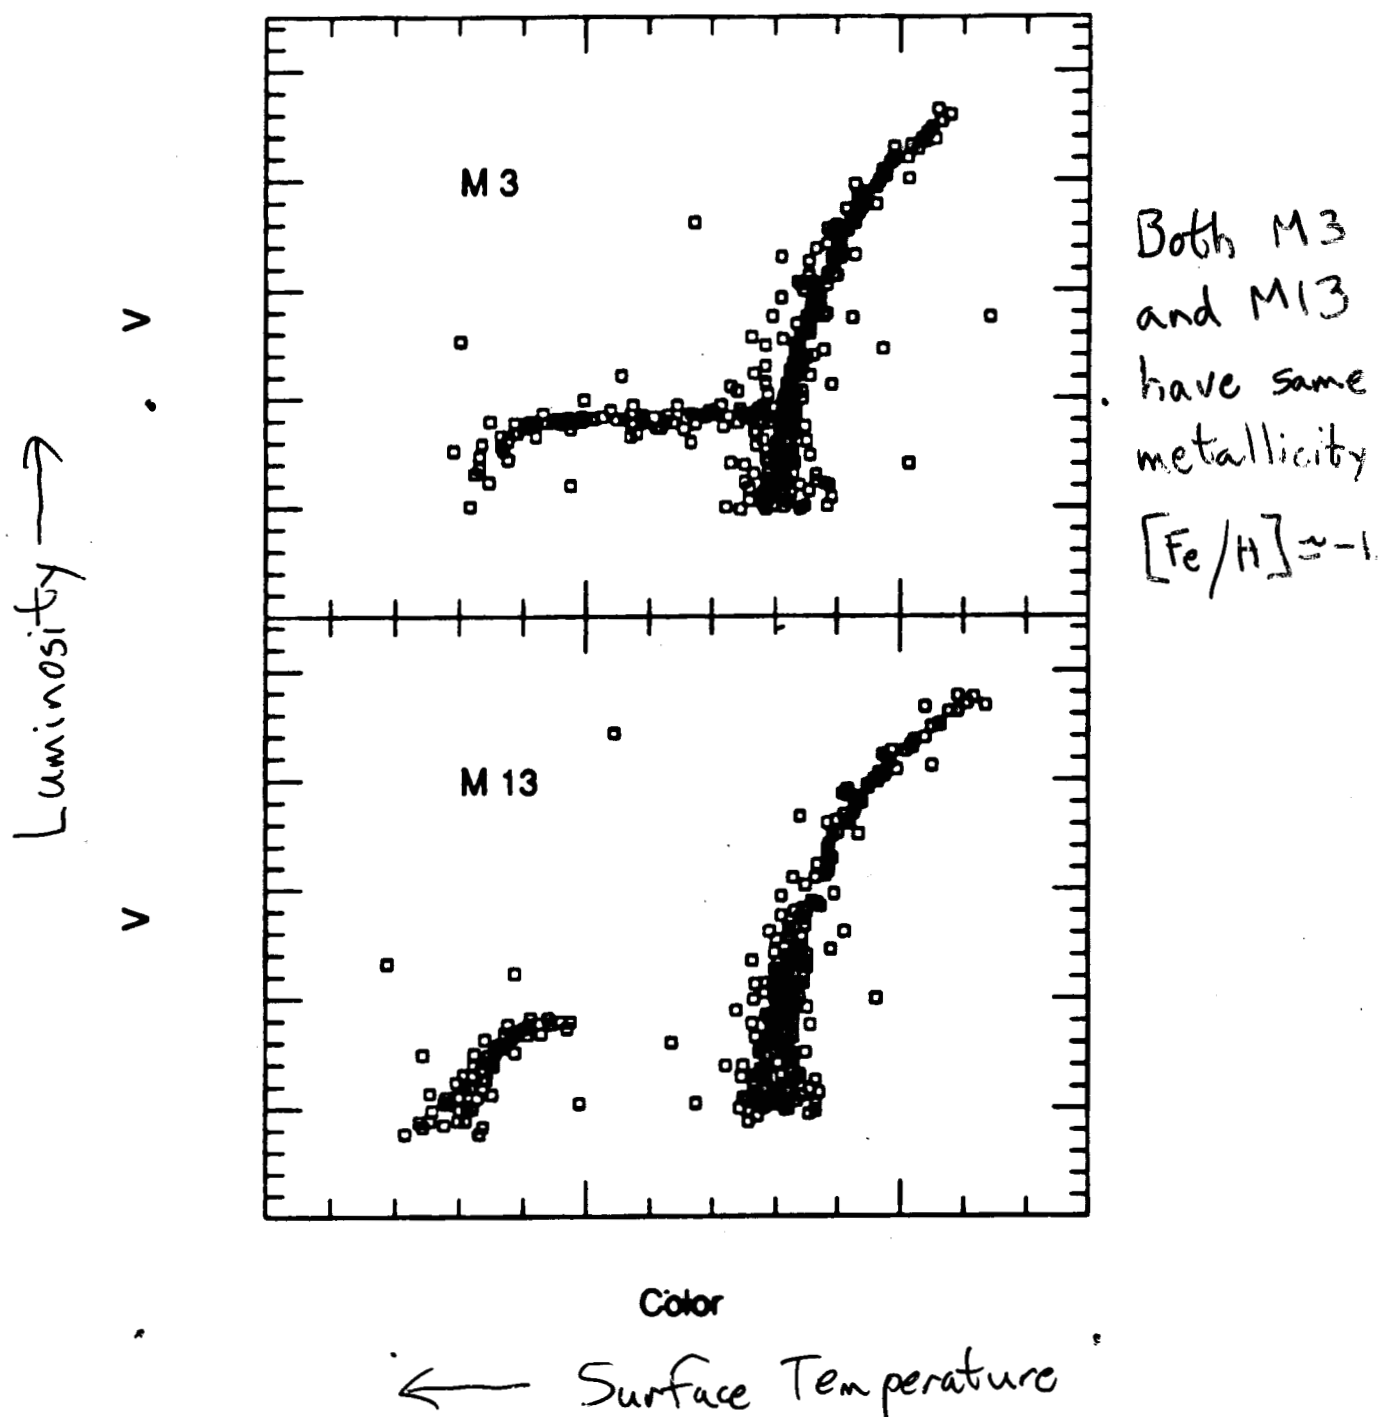 M 3
V
Both M3
and M13
have same
metallicity
[Fe/H]≃-1
Luminosity →
M 13
V
Color
← Surface Temperature